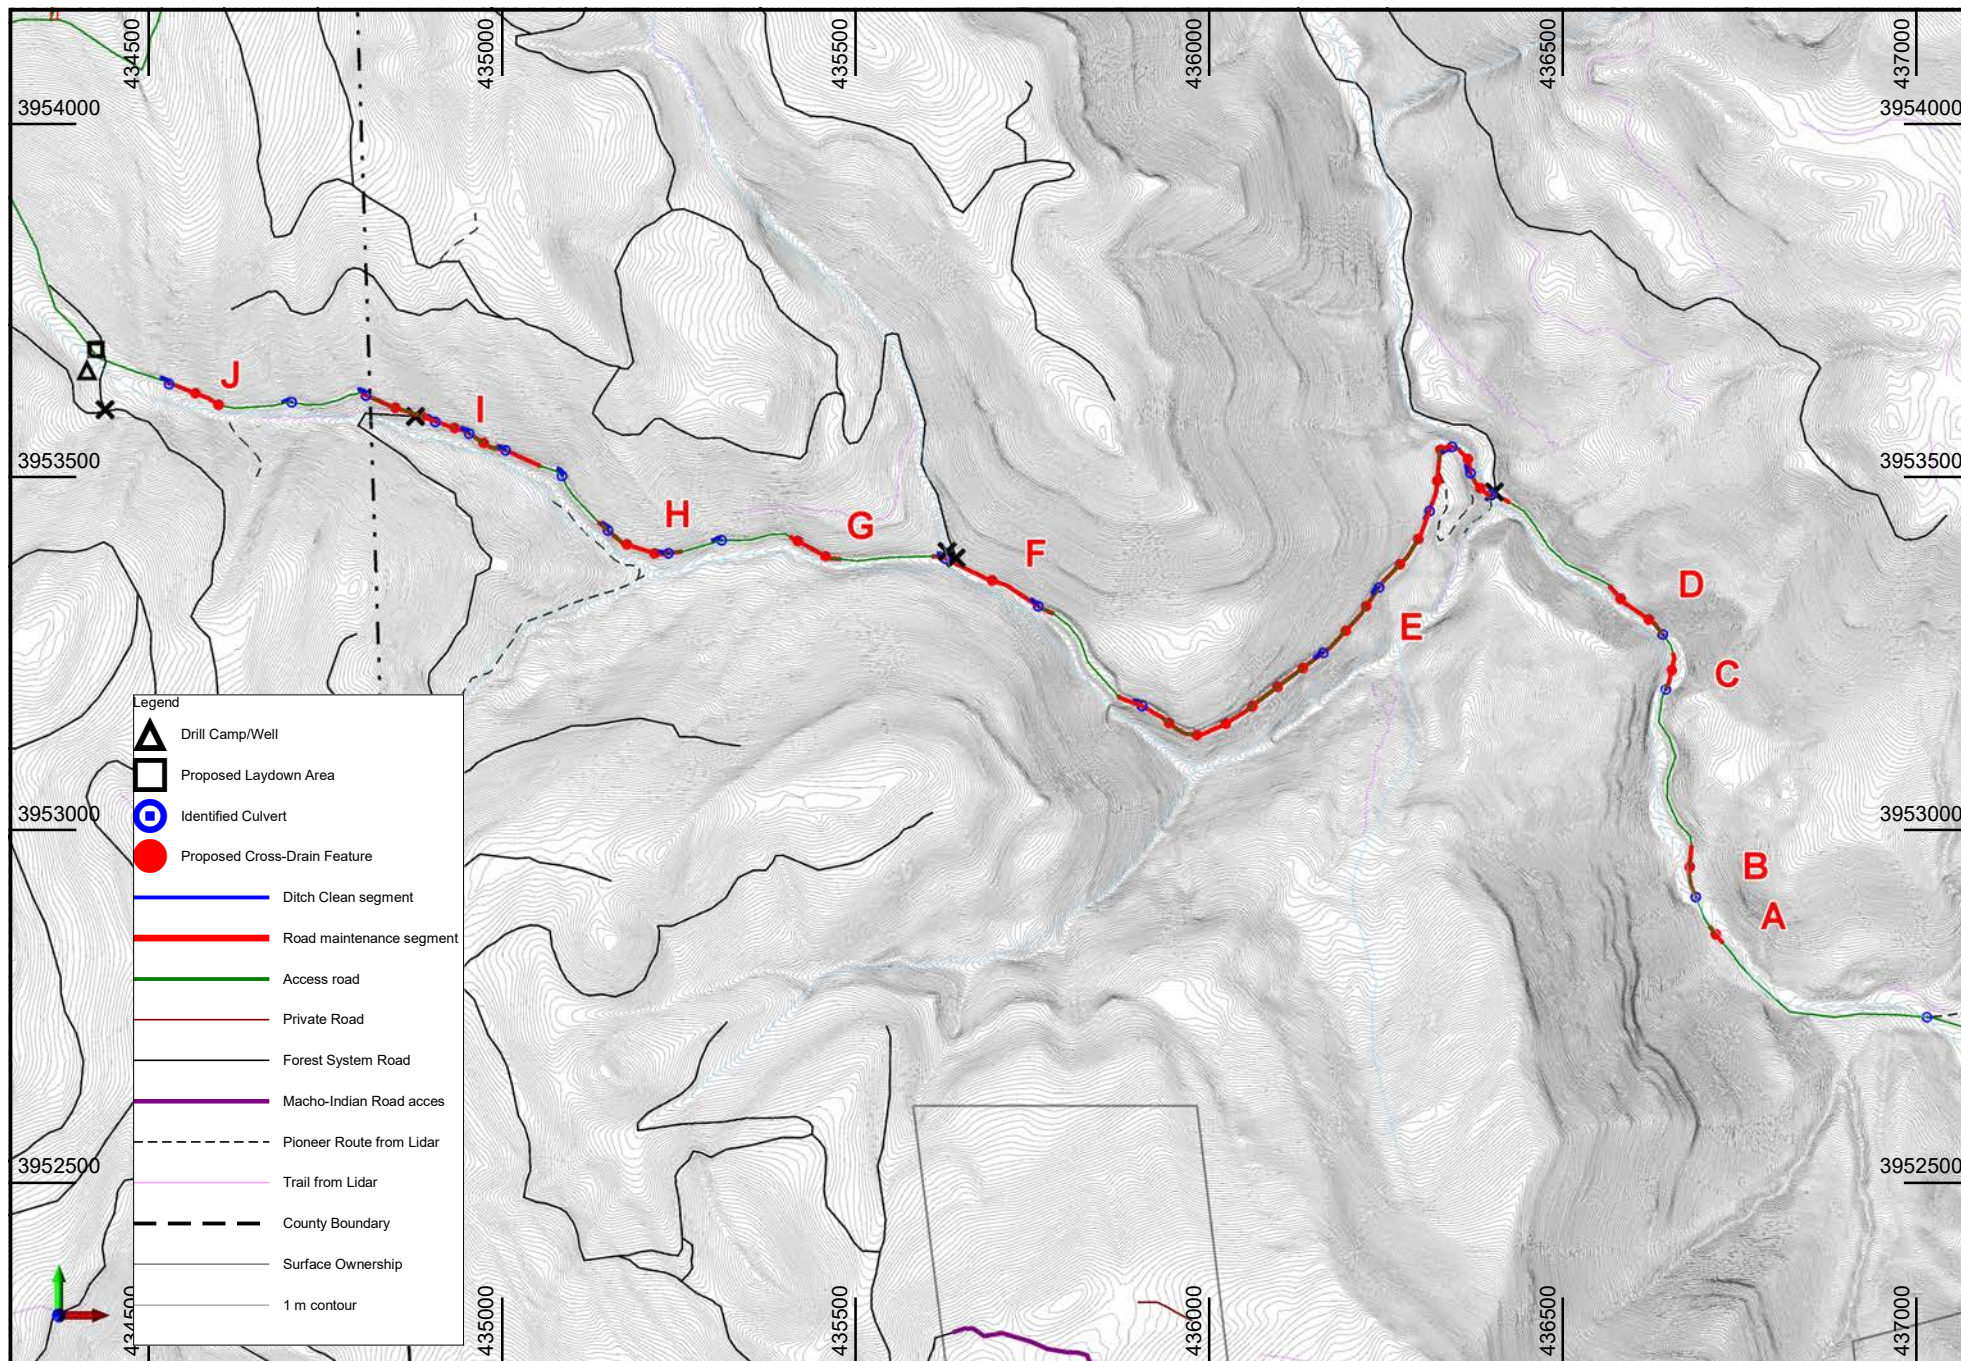 434500
435000
435500
436000
436500
437000
3954000
3954000
J
I
3953500
3953500
H
G
F
D
E
C
Legend
Drill Camp/Well
Proposed Laydown Area
3953000
3953000
Identified Culvert
Proposed Cross-Drain Feature
B
A
Ditch Clean segment
Road maintenance segment
Access road
Private Road
Forest System Road
Macho-Indian Road acces
Pioneer Route from Lidar
3952500
3952500
Trail from Lidar
County Boundary
Surface Ownership
1 m contour
434500
435000
435500
436000
436500
437000